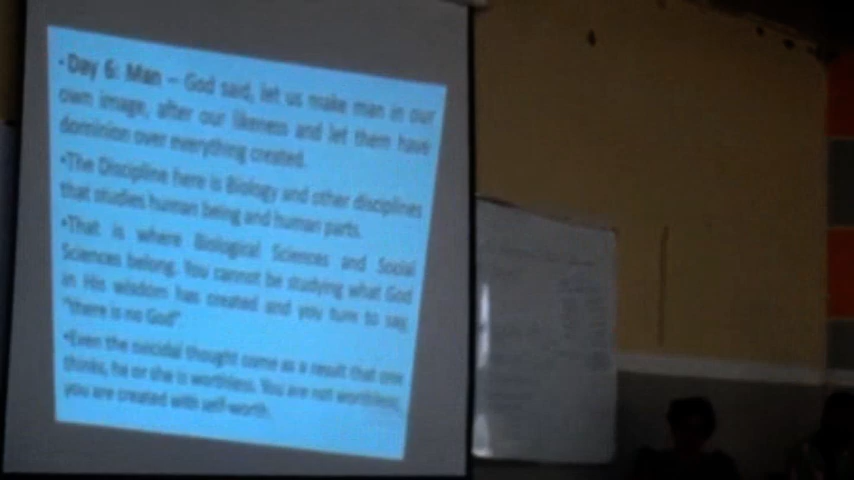 •Day 6: Man – God said, let us make man in our
own image, after our likeness and let them have
dominion over everything created.
•The Discipline here is Biology and other disciplines
that studies human being and human parts.
•That is where Biological Sciences and Social
Sciences belong. You cannot be studying what God
in His wisdom has created and you turn to say,
"there is no God".
•Even the suicidal thought come as a result that one
thinks, he or she is worthless. You are not worthless,
you are created with self-worth.